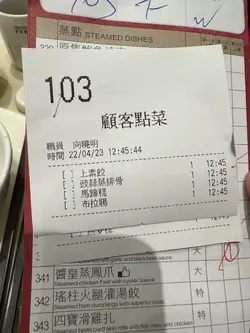 蒸點 STEAMED DISHES
103
顧客點菜
職員 向曉明
時間 22/04/23 12:45:44
[ ] 上素餃 1 12:45
[ ] 豉蒜蒸排骨 1 12:45
[ ] 馬蹄糕 1 12:45
[ ] 布拉腸 1 12:45
大
341 醬皇蒸鳳爪 大
Steamed chicken Feet with oyster Sauce
342 瑤柱火腿灌湯餃 特
343 四寶滑雞扎 特